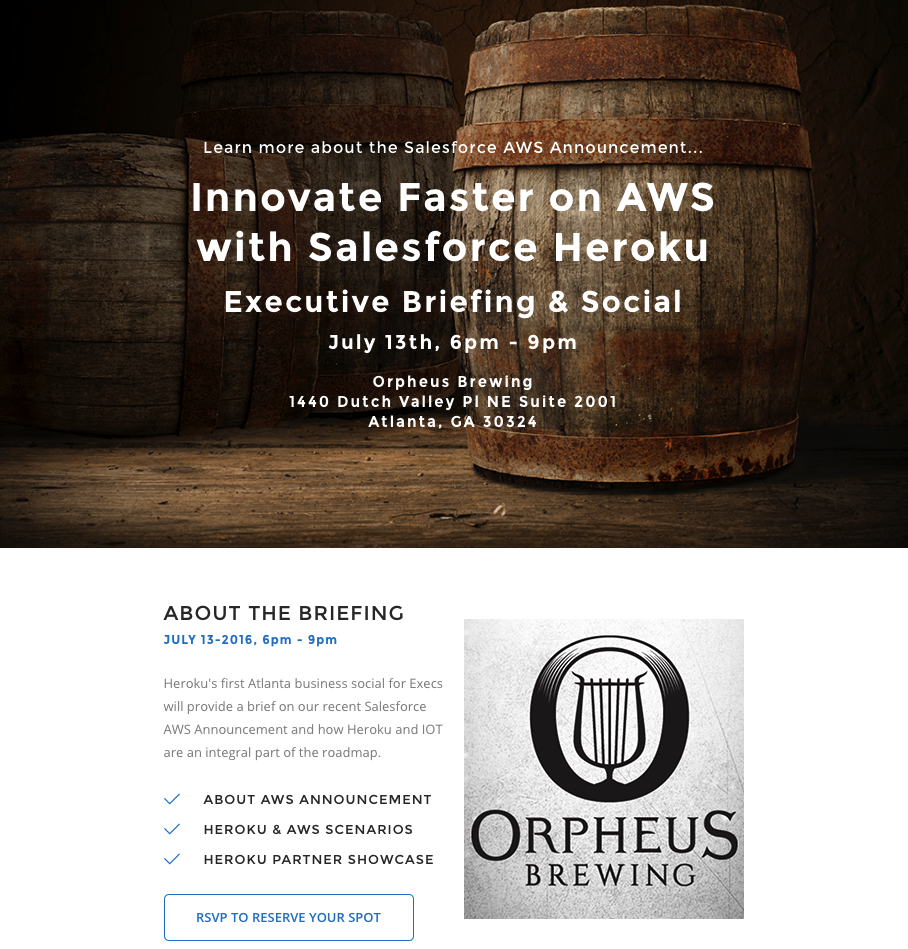 Learn more about the Salesforce AWS Announcement...
Innovate Faster on AWS
with Salesforce Heroku
Executive Briefing & Social
July 13th, 6pm - 9pm
Orpheus Brewing
1440 Dutch Valley Pl NE Suite 2001
Atlanta, GA 30324
ABOUT THE BRIEFING
JULY 13-2016, 6pm - 9pm
Heroku's first Atlanta business social for Execs
will provide a brief on our recent Salesforce
AWS Announcement and how Heroku and IOT
are an integral part of the roadmap.
ABOUT AWS ANNOUNCEMENT
HEROKU & AWS SCENARIOS
HEROKU PARTNER SHOWCASE
RSVP TO RESERVE YOUR SPOT
ORPHEUS
BREWING